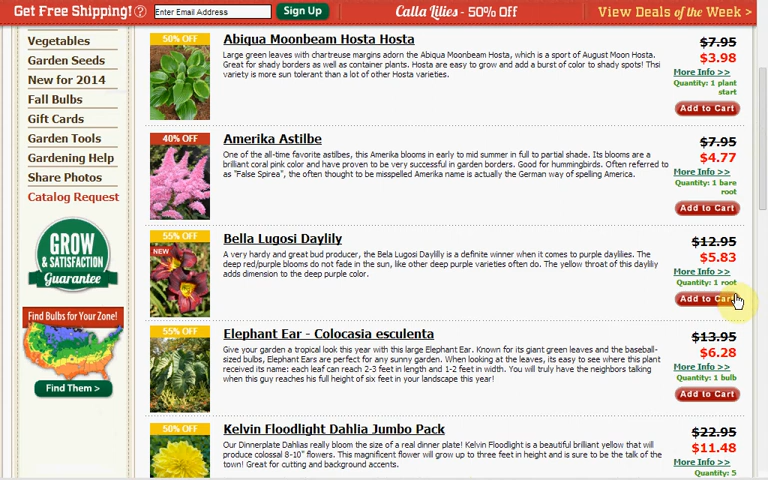 Get Free Shipping! ?
Enter Email Address
Sign Up
Calla Lilies - 50% Off
View Deals of the Week >
Vegetables
Garden Seeds
New for 2014
Fall Bulbs
Gift Cards
Garden Tools
Gardening Help
Share Photos
Catalog Request
GROW
& SATISFACTION
Guarantee
Find Bulbs for Your Zone!
Find Them >
50% OFF
Abiqua Moonbeam Hosta Hosta
Large green leaves with chartreuse margins adorn the Abiqua Moonbeam Hosta, which is a sport of August Moon Hosta.
Great for shady borders as well as container plants. Hosta are easy to grow and add a burst of color to shady spots! Thsi
variety is more sun tolerant than a lot of other Hosta varieties.
$7.95
$3.98
More Info >>
Quantity: 1 plant
start
Add to Cart
40% OFF
Amerika Astilbe
One of the all-time favorite astilbes, this Amerika blooms in early to mid summer in full to partial shade. Its blooms are a
brilliant coral pink color and have proven to be very successful in garden borders. Good for hummingbirds. Often referred to
as "False Spirea", the often thought to be misspelled Amerika name is actually the German way of spelling America.
$7.95
$4.77
More Info >>
Quantity: 1 bare
root
Add to Cart
55% OFF
NEW
Bella Lugosi Daylily
A very hardy and great bud producer, the Bela Lugosi Daylily is a definite winner when it comes to purple daylilies. The
deep red/purple blooms do not fade in the sun, like other deep purple varieties often do. The yellow throat of this daylily
adds dimension to the deep purple color.
$12.95
$5.83
More Info >>
Quantity: 1 root
Add to Cart
55% OFF
Elephant Ear - Colocasia esculenta
Give your garden a tropical look this year with this large Elephant Ear. Known for its giant green leaves and the baseball-
sized bulbs, Elephant Ears are perfect for any sunny garden. When looking at the leaves, its easy to see where this plant
received its name: each leaf can reach 2-3 feet in length and 1-2 feet in width. You will truly have the neighbors talking
when this guy reaches his full height of six feet in your landscape this year!
$13.95
$6.28
More Info >>
Quantity: 1 bulb
Add to Cart
50% OFF
Kelvin Floodlight Dahlia Jumbo Pack
Our Dinnerplate Dahlias really bloom the size of a real dinner plate! Kelvin Floodlight is a beautiful brilliant yellow that will
produce colossal 8-10" flowers. This magnificent flower will grow up to three feet in height and is sure to be the talk of the
town! Great for cutting and background accents.
$22.95
$11.48
More Info >>
Quantity: 5